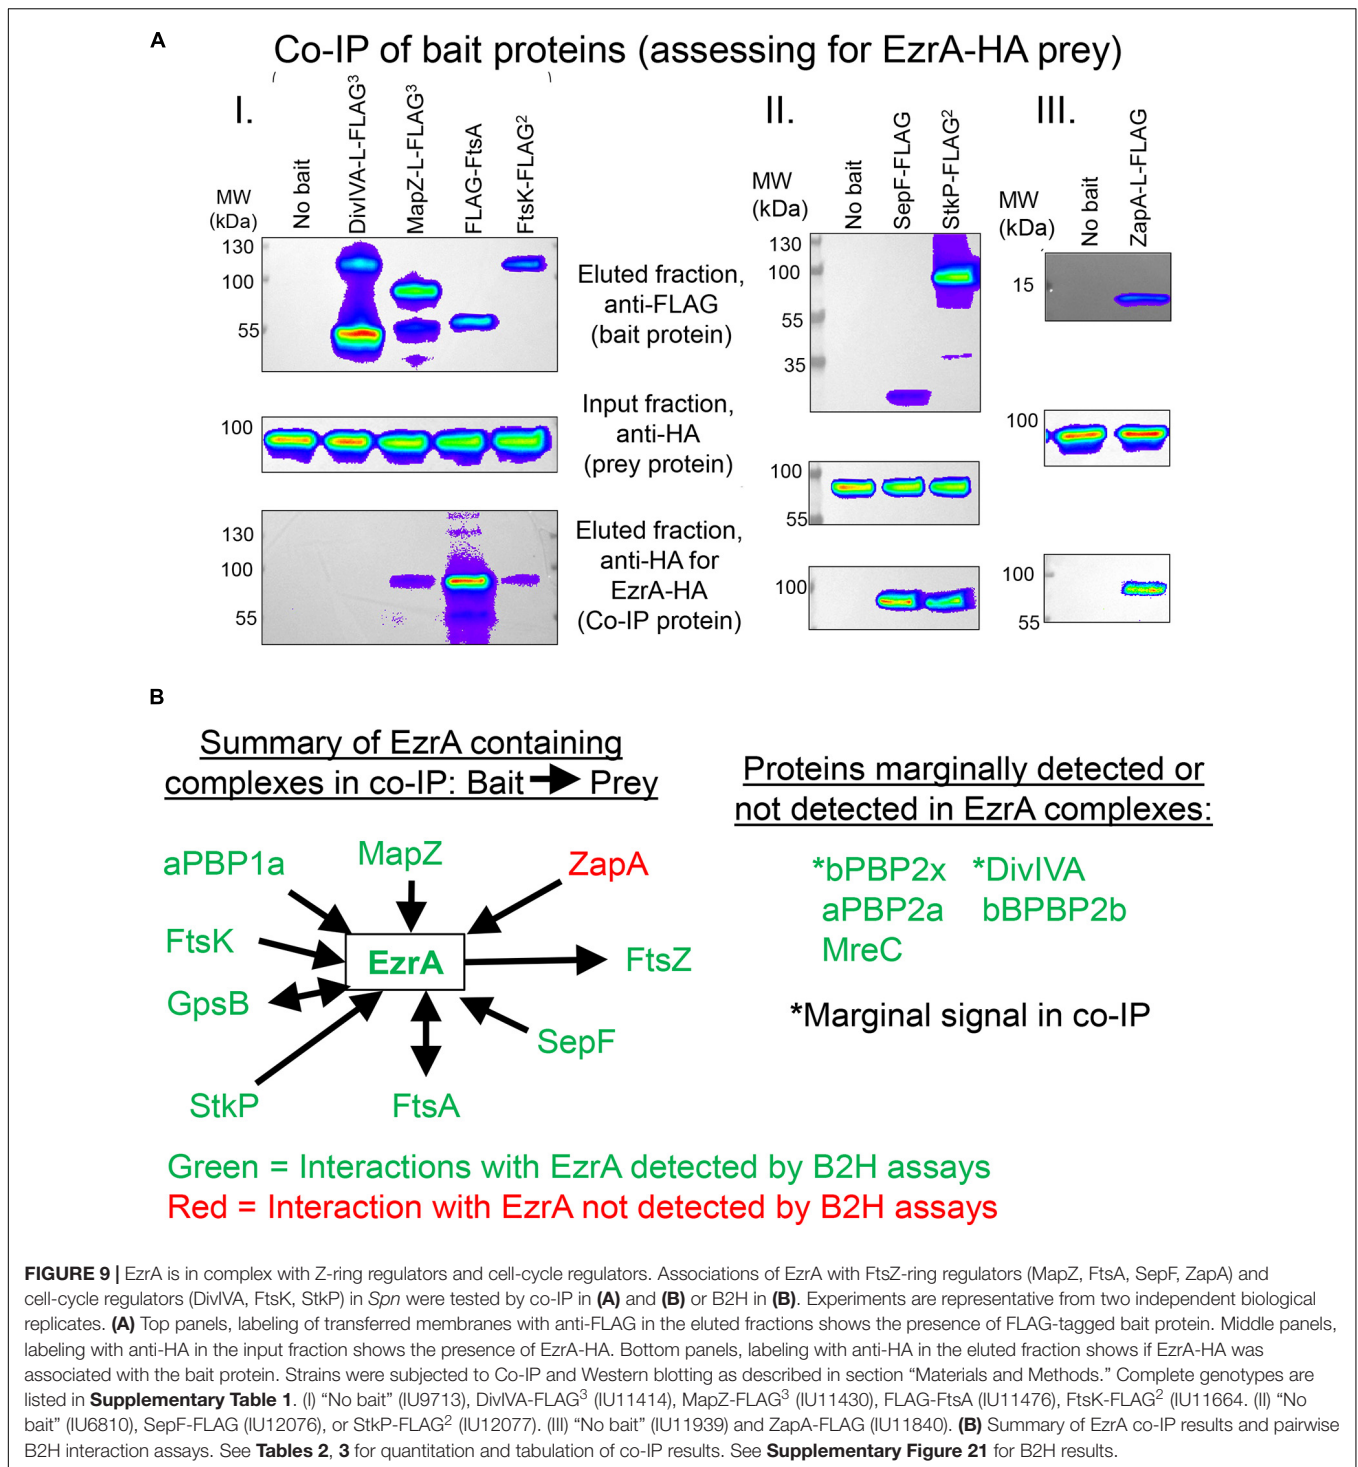 A
Co-IP of bait proteins (assessing for EzrA-HA prey)
I.
No bait
DivIVA-L-FLAG³
MapZ-L-FLAG³
FLAG-FtsA
FtsK-FLAG²
MW
(kDa)
130
100
55
100
130
100
55
Eluted fraction,
anti-FLAG
(bait protein)
Input fraction,
anti-HA
(prey protein)
Eluted fraction,
anti-HA for
EzrA-HA
(Co-IP protein)
II.
No bait
SepF-FLAG
StkP-FLAG²
MW
(kDa)
130
100
55
35
100
55
100
III.
No bait
ZapA-L-FLAG
MW
(kDa)
15
100
100
55
B
Summary of EzrA containing
complexes in co-IP: Bait → Prey
aPBP1a
MapZ
ZapA
FtsK
EzrA
FtsZ
GpsB
SepF
StkP
FtsA
Proteins marginally detected or
not detected in EzrA complexes:
*bPBP2x *DivIVA
aPBP2a bBPBP2b
MreC
*Marginal signal in co-IP
Green = Interactions with EzrA detected by B2H assays
Red = Interaction with EzrA not detected by B2H assays
FIGURE 9 | EzrA is in complex with Z-ring regulators and cell-cycle regulators. Associations of EzrA with FtsZ-ring regulators (MapZ, FtsA, SepF, ZapA) and
cell-cycle regulators (DivIVA, FtsK, StkP) in Spn were tested by co-IP in (A) and (B) or B2H in (B). Experiments are representative from two independent biological
replicates. (A) Top panels, labeling of transferred membranes with anti-FLAG in the eluted fractions shows the presence of FLAG-tagged bait protein. Middle panels,
labeling with anti-HA in the input fraction shows the presence of EzrA-HA. Bottom panels, labeling with anti-HA in the eluted fraction shows if EzrA-HA was
associated with the bait protein. Strains were subjected to Co-IP and Western blotting as described in section “Materials and Methods.” Complete genotypes are
listed in Supplementary Table 1. (I) “No bait” (IU9713), DivIVA-FLAG³ (IU11414), MapZ-FLAG³ (IU11430), FLAG-FtsA (IU11476), FtsK-FLAG² (IU11664. (II) “No
bait” (IU6810), SepF-FLAG (IU12076), or StkP-FLAG² (IU12077). (III) “No bait” (IU11939) and ZapA-FLAG (IU11840). (B) Summary of EzrA co-IP results and pairwise
B2H interaction assays. See Tables 2, 3 for quantitation and tabulation of co-IP results. See Supplementary Figure 21 for B2H results.